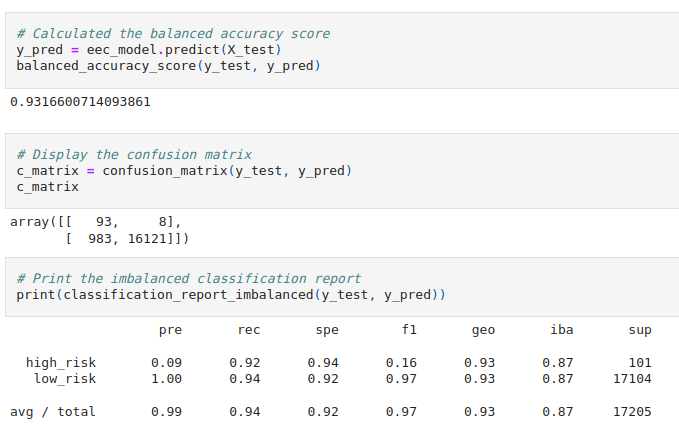 # Calculated the balanced accuracy score
y_pred = eec_model.predict(X_test)
balanced_accuracy_score(y_test, y_pred)
0.9316600714093861
# Display the confusion matrix
c_matrix = confusion_matrix(y_test, y_pred)
c_matrix
array([[   93,     8],
       [  983, 16121]])
# Print the imbalanced classification report
print(classification_report_imbalanced(y_test, y_pred))
pre rec spe f1 geo iba sup
high_risk 0.09 0.92 0.94 0.16 0.93 0.87 101
low_risk 1.00 0.94 0.92 0.97 0.93 0.87 17104
avg / total 0.99 0.94 0.92 0.97 0.93 0.87 17205